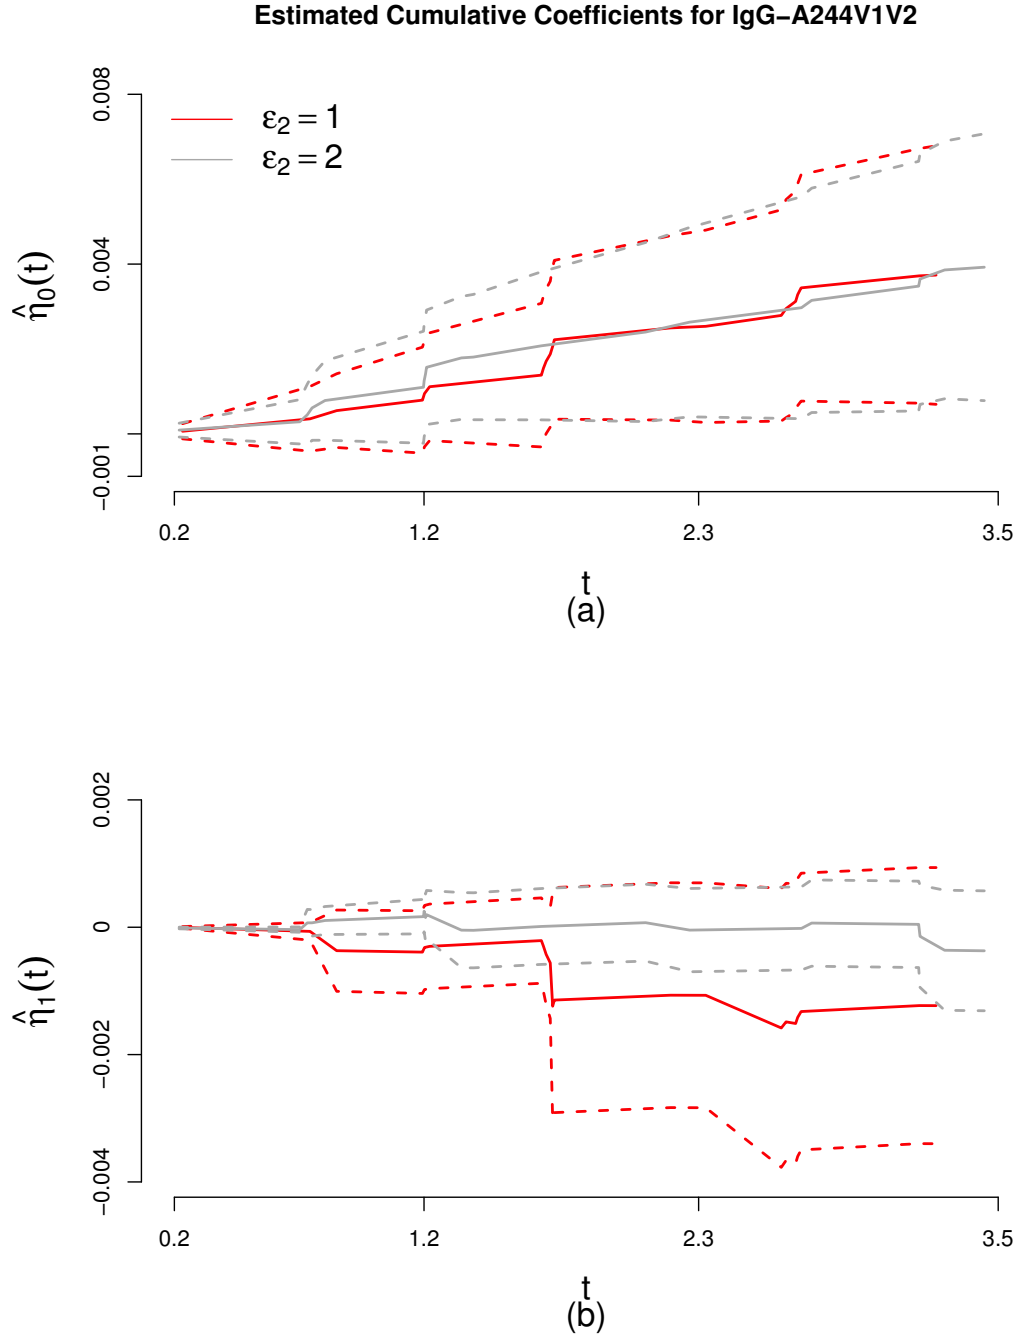 Estimated Cumulative Coefficients for IgG−A244V1V2
0.008
0.004
−0.001
η̂₀(t)
ε₂ = 1
ε₂ = 2
0.2 1.2 2.3 3.5
t
(a)
0.002
0
−0.002
−0.004
η̂₁(t)
0.2 1.2 2.3 3.5
t
(b)